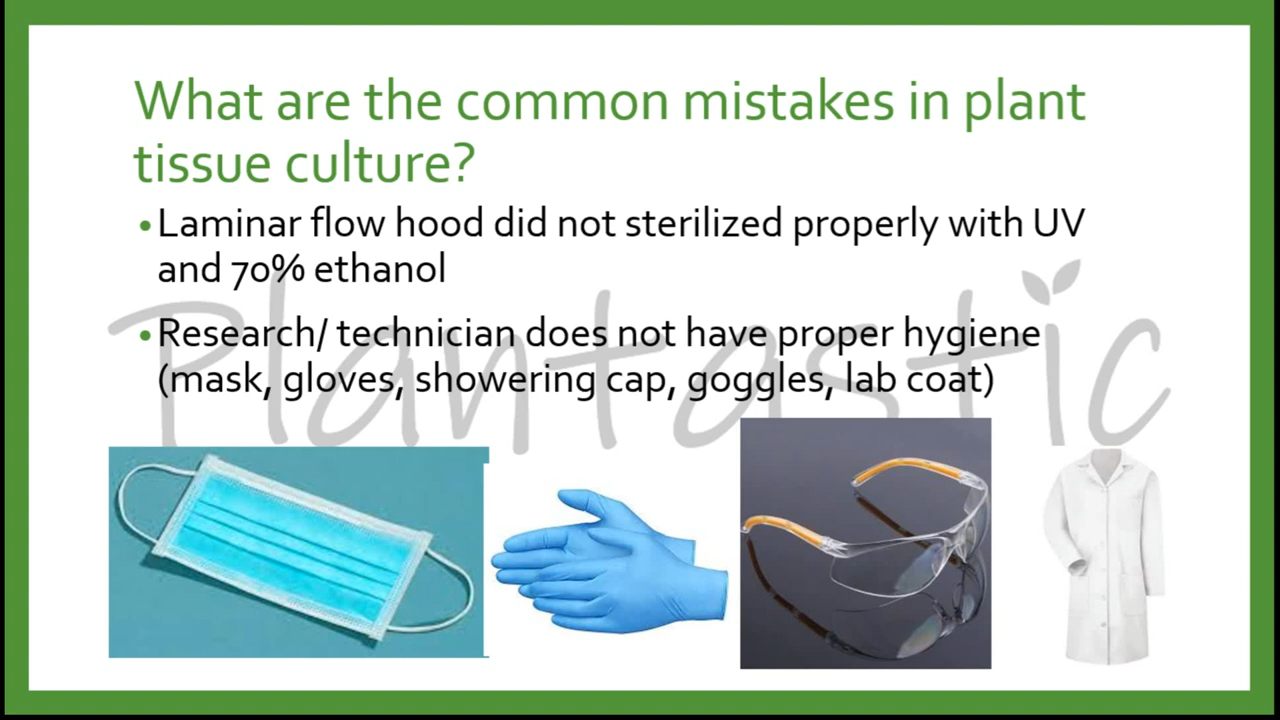 What are the common mistakes in plant
tissue culture?
•Laminar flow hood did not sterilized properly with UV
and 70% ethanol
•Research/ technician does not have proper hygiene
(mask, gloves, showering cap, goggles, lab coat)
Plantastic